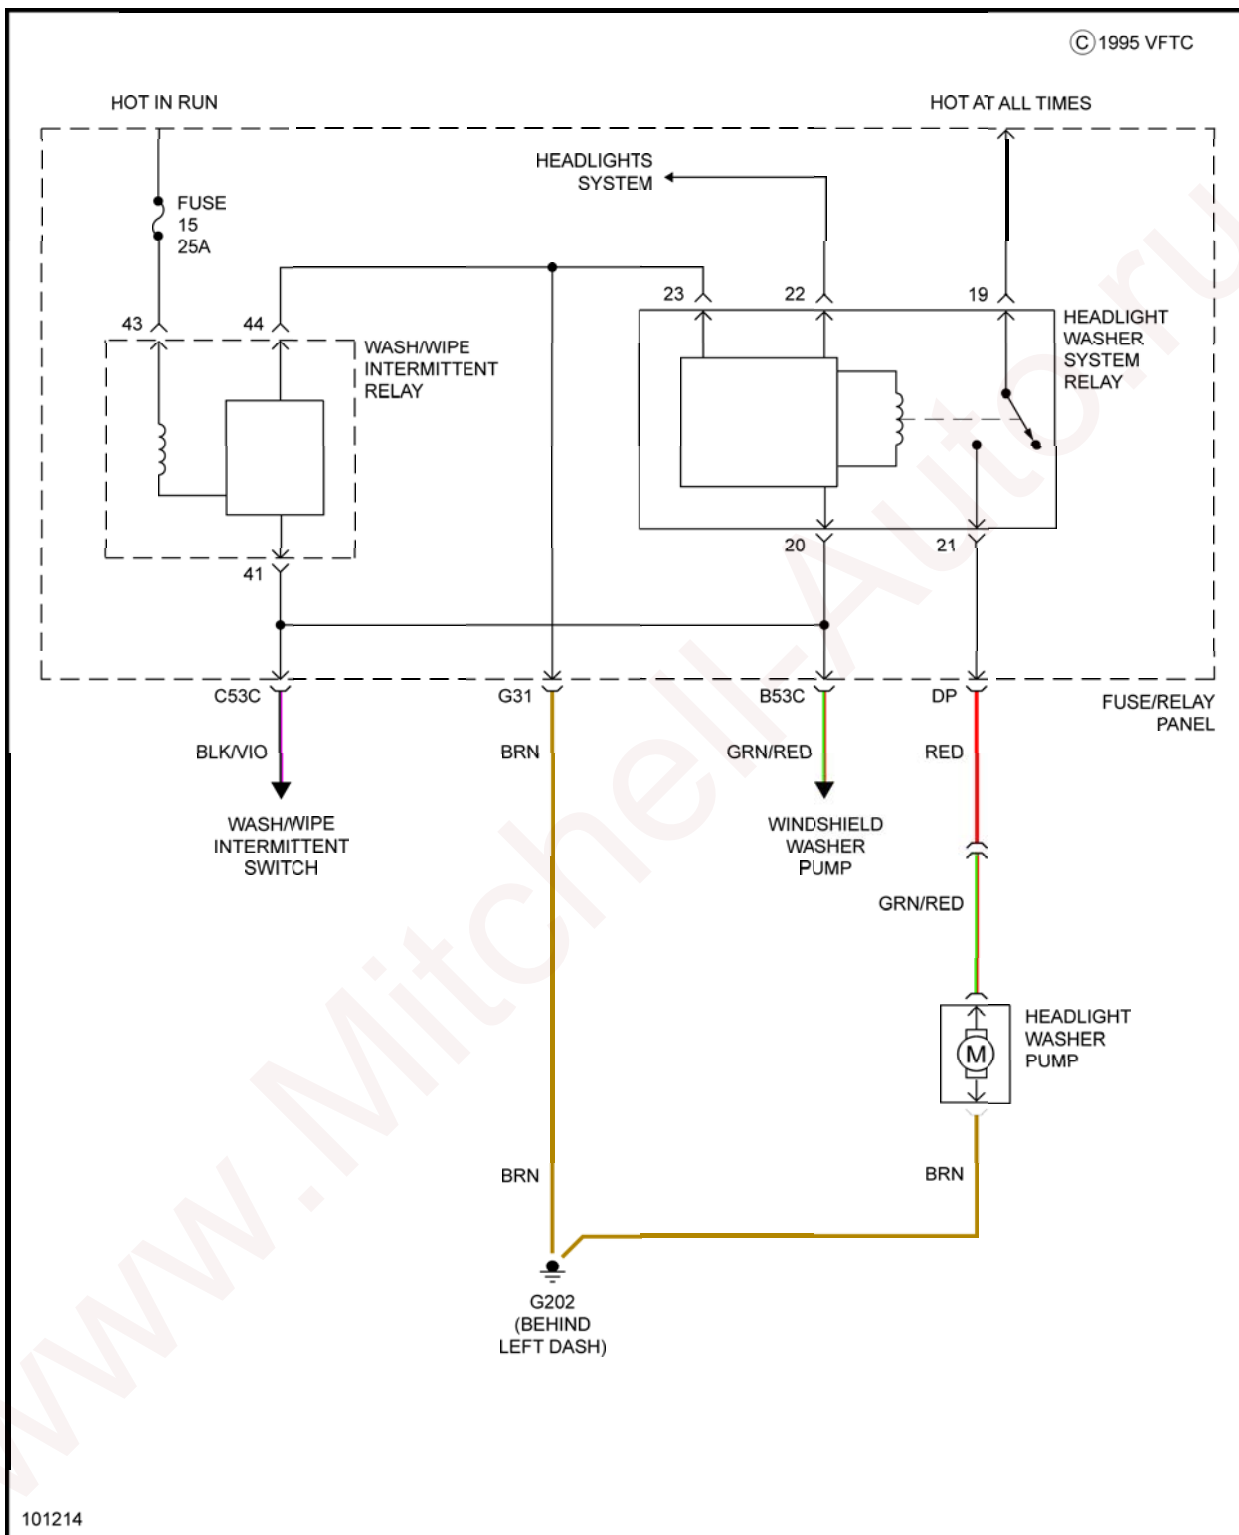 © 1995 VFTC
HOT IN RUN
HOT AT ALL TIMES
HEADLIGHTS
SYSTEM
FUSE
15
25A
23
22
19
43
44
WASH/WIPE
INTERMITTENT
RELAY
HEADLIGHT
WASHER
SYSTEM
RELAY
20
21
41
C53C
G31
B53C
DP
FUSE/RELAY
PANEL
BLK/VIO
BRN
GRN/RED
RED
WASH/WIPE
INTERMITTENT
SWITCH
WINDSHIELD
WASHER
PUMP
GRN/RED
M
HEADLIGHT
WASHER
PUMP
BRN
BRN
G202
(BEHIND
LEFT DASH)
101214
www.Mitchell-Auto.ru